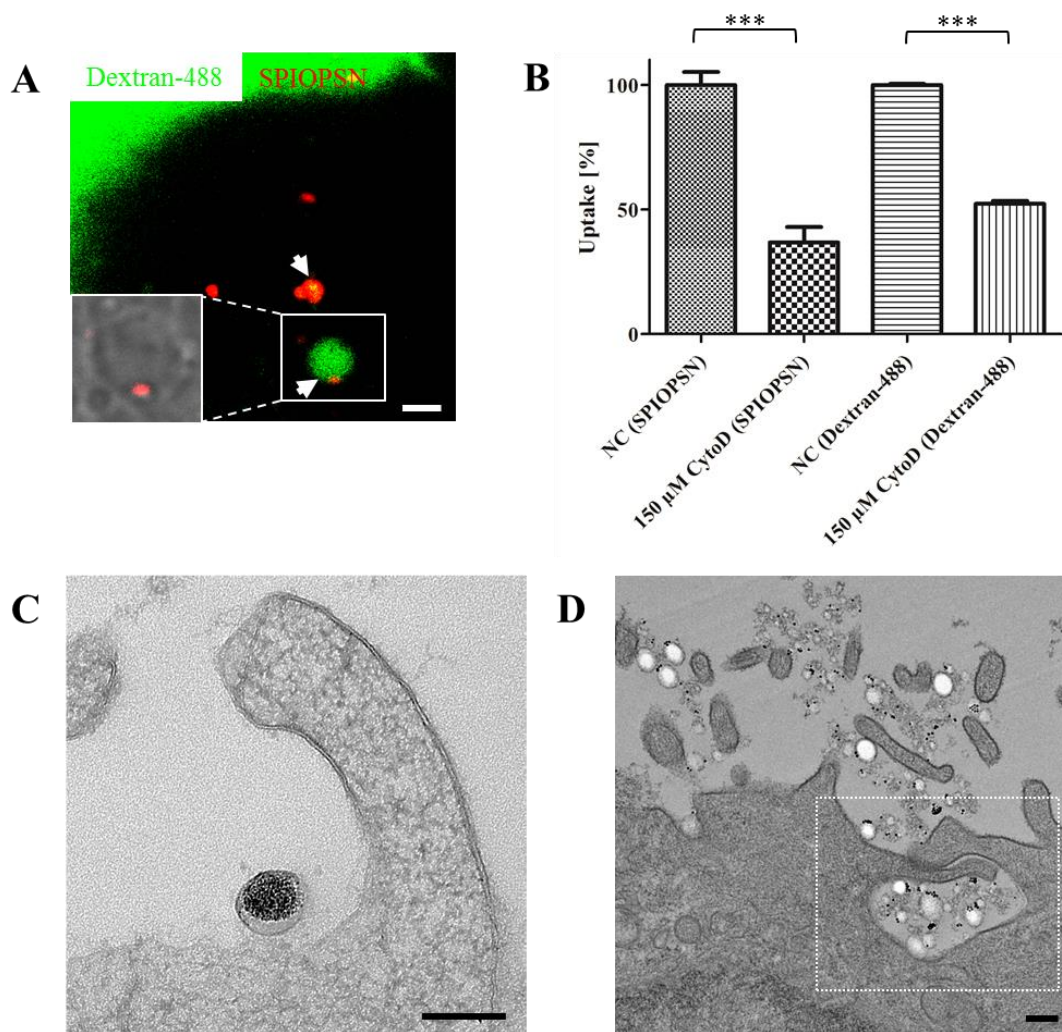 A
Dextran-488 SPIOPSN
B
*** ***
100
50
0
Uptake [%]
NC (SPIOPSN)
150 µM CytoD (SPIOPSN)
NC (Dextran-488)
150 µM CytoD (Dextran-488)
C
D